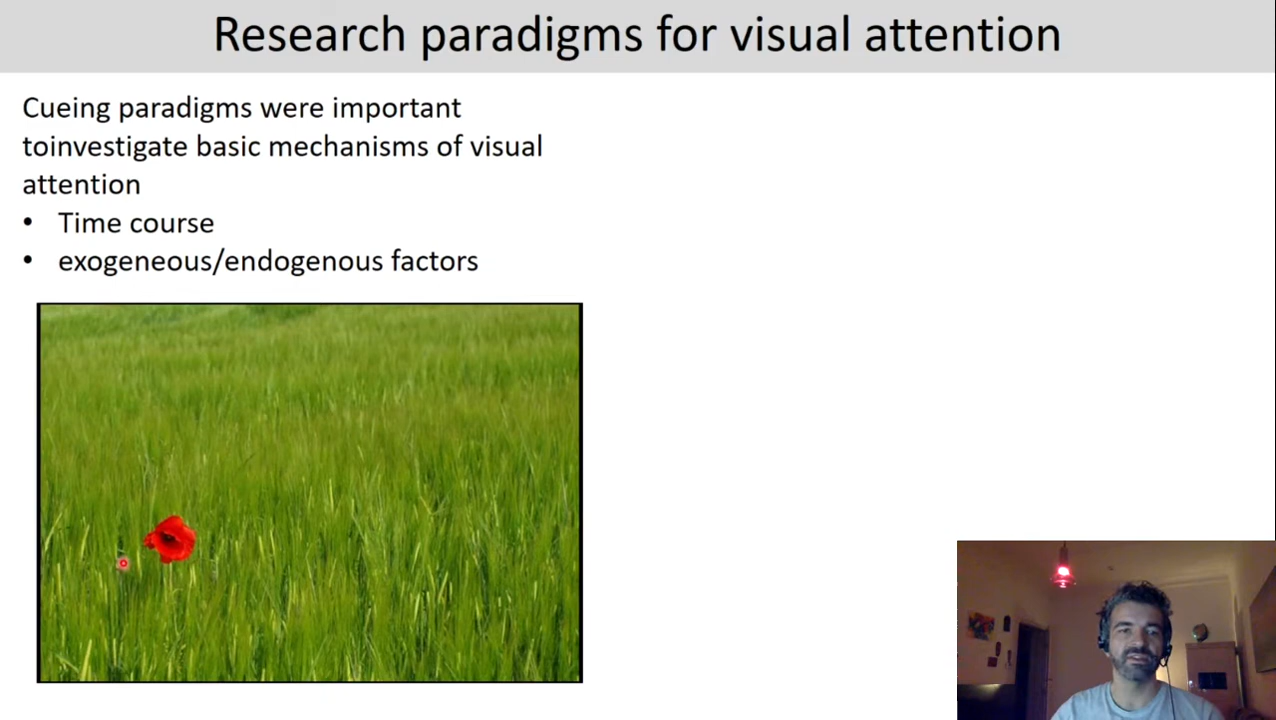 Research paradigms for visual attention
Cueing paradigms were important
toinvestigate basic mechanisms of visual
attention
• Time course
• exogeneous/endogenous factors